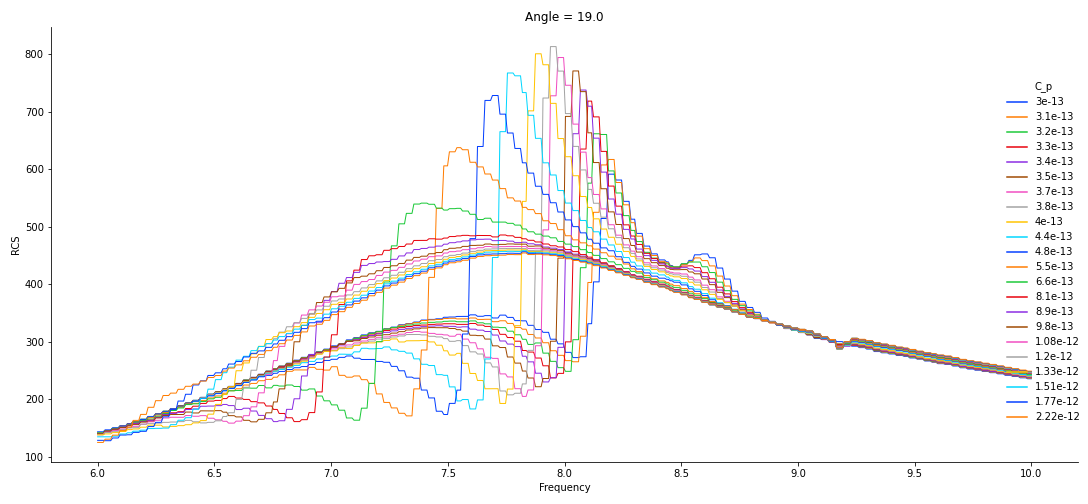 Angle = 19.0
800
700
600
500
400
300
200
100
RCS
6.0
6.5
7.0
7.5
8.0
8.5
9.0
9.5
10.0
Frequency
C_p
3e-13
3.1e-13
3.2e-13
3.3e-13
3.4e-13
3.5e-13
3.7e-13
3.8e-13
4e-13
4.4e-13
4.8e-13
5.5e-13
6.6e-13
8.1e-13
8.9e-13
9.8e-13
1.08e-12
1.2e-12
1.33e-12
1.51e-12
1.77e-12
2.22e-12